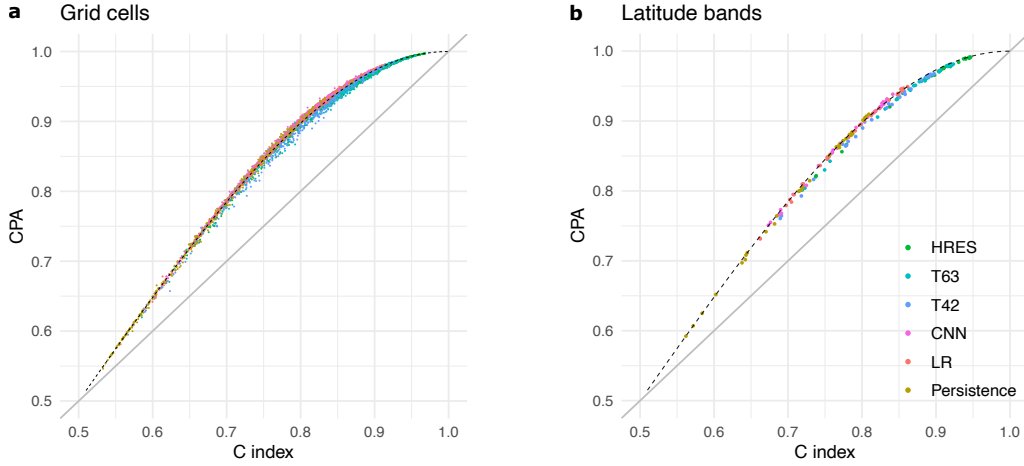 a Grid cells
1.0
0.9
0.8
0.7
0.6
0.5
CPA
0.5 0.6 0.7 0.8 0.9 1.0
C index
b Latitude bands
1.0
0.9
0.8
0.7
0.6
0.5
CPA
HRES
T63
T42
CNN
LR
Persistence
0.5 0.6 0.7 0.8 0.9 1.0
C index